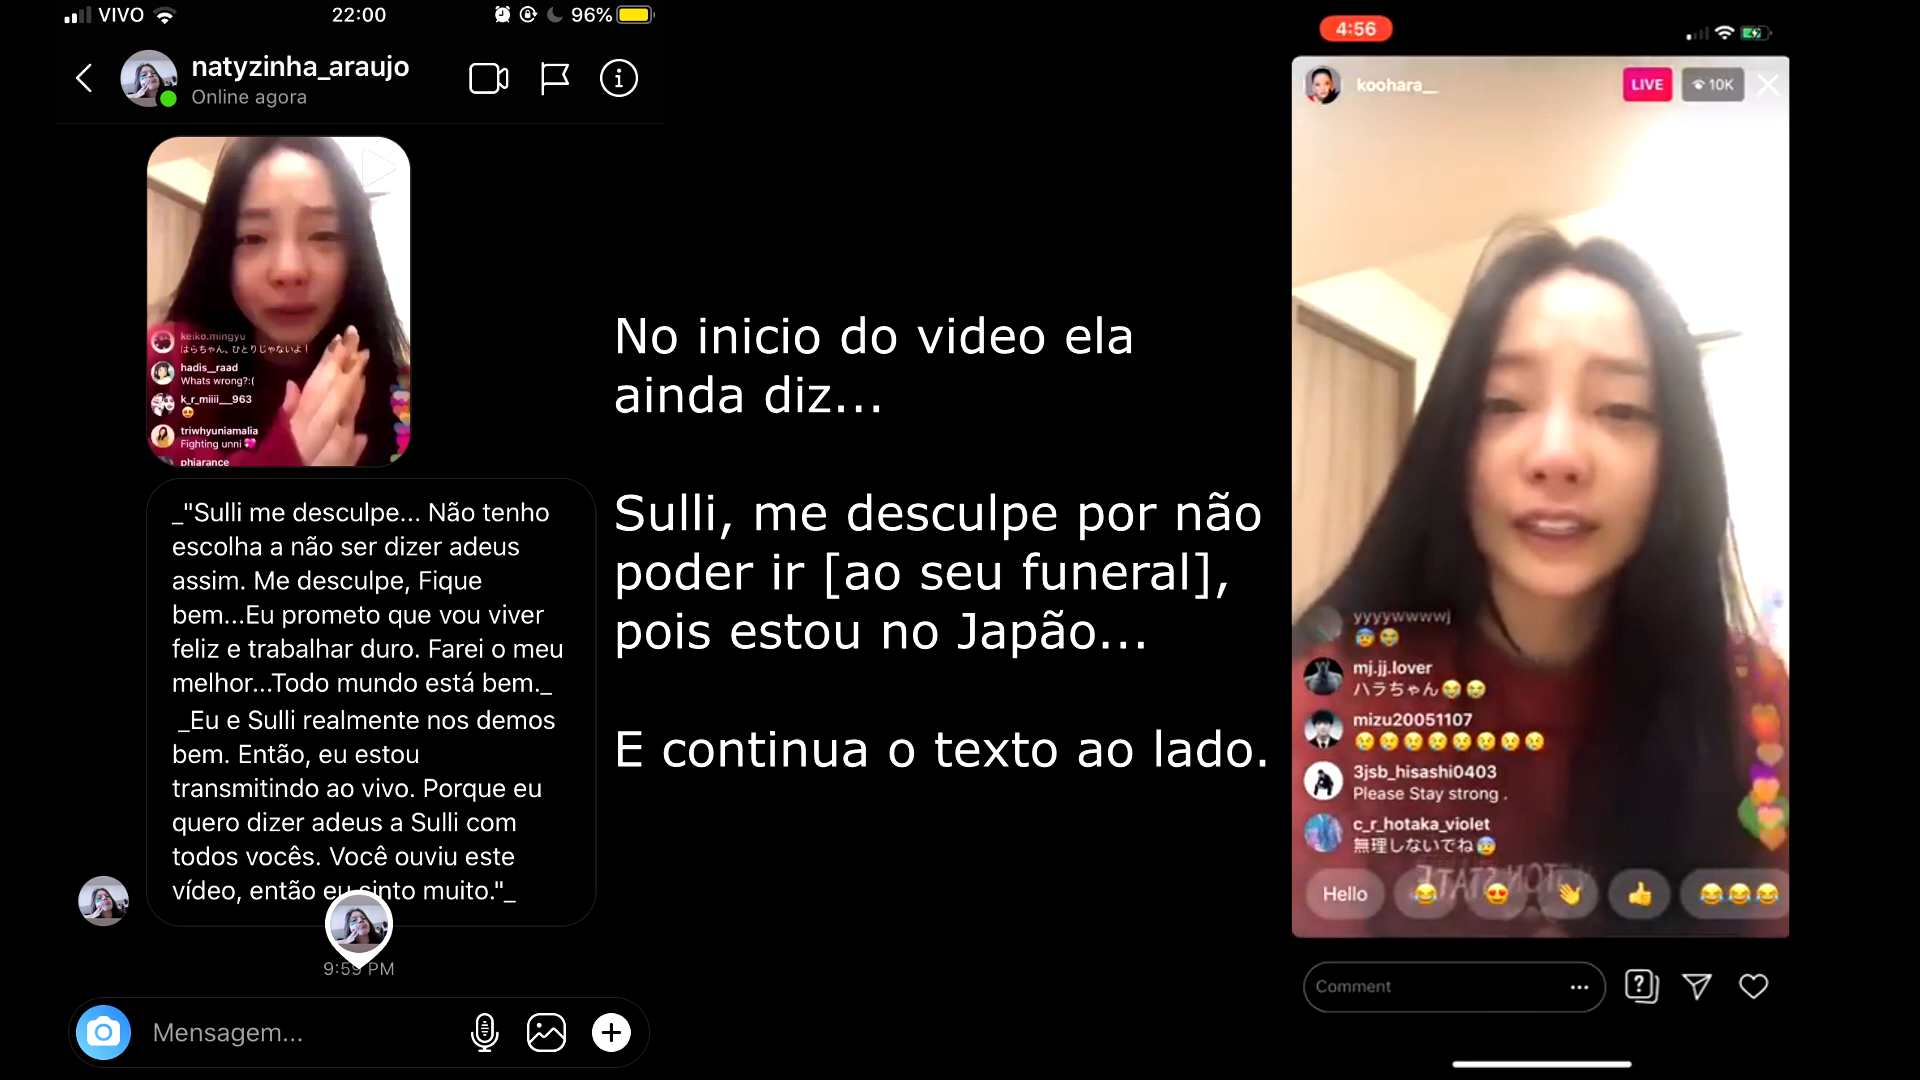 VIVO
22:00
96%
natyzinha_araujo
Online agora
keiko.mingyu
はらちゃん、ひとりじゃないよ！
hadis__raad
Whats wrong?:(
k_r_miiii___963
triwhyuniamalia
Fighting unni
phiarance
_"Sulli me desculpe... Não tenho
escolha a não ser dizer adeus
assim. Me desculpe, Fique
bem...Eu prometo que vou viver
feliz e trabalhar duro. Farei o meu
melhor...Todo mundo está bem._
_Eu e Sulli realmente nos demos
bem. Então, eu estou
transmitindo ao vivo. Porque eu
quero dizer adeus a Sulli com
todos vocês. Você ouviu este
vídeo, então eu sinto muito."_
9:59 PM
Mensagem...
No inicio do video ela
ainda diz...
Sulli, me desculpe por não
poder ir [ao seu funeral],
pois estou no Japão...
E continua o texto ao lado.
4:56
koohara__
LIVE
10K
yyyywwwwj
😰😭
mj.jj.lover
ハラちゃん😭😭
mizu20051107
😢😢😢😢😢😢😢😢
3jsb_hisashi0403
Please Stay strong .
c_r_hotaka_violet
無理しないでね😰
Hello 😂 😍 👋 👍 😂😂😂
Comment